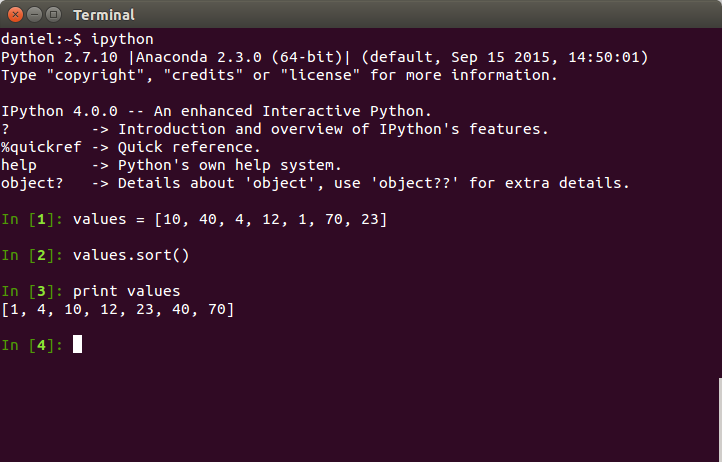 Terminal
daniel:~$ ipython
Python 2.7.10 |Anaconda 2.3.0 (64-bit)| (default, Sep 15 2015, 14:50:01)
Type "copyright", "credits" or "license" for more information.
IPython 4.0.0 -- An enhanced Interactive Python.
?         -> Introduction and overview of IPython's features.
%quickref -> Quick reference.
help      -> Python's own help system.
object?   -> Details about 'object', use 'object??' for extra details.
In [1]: values = [10, 40, 4, 12, 1, 70, 23]
In [2]: values.sort()
In [3]: print values
[1, 4, 10, 12, 23, 40, 70]
In [4]: